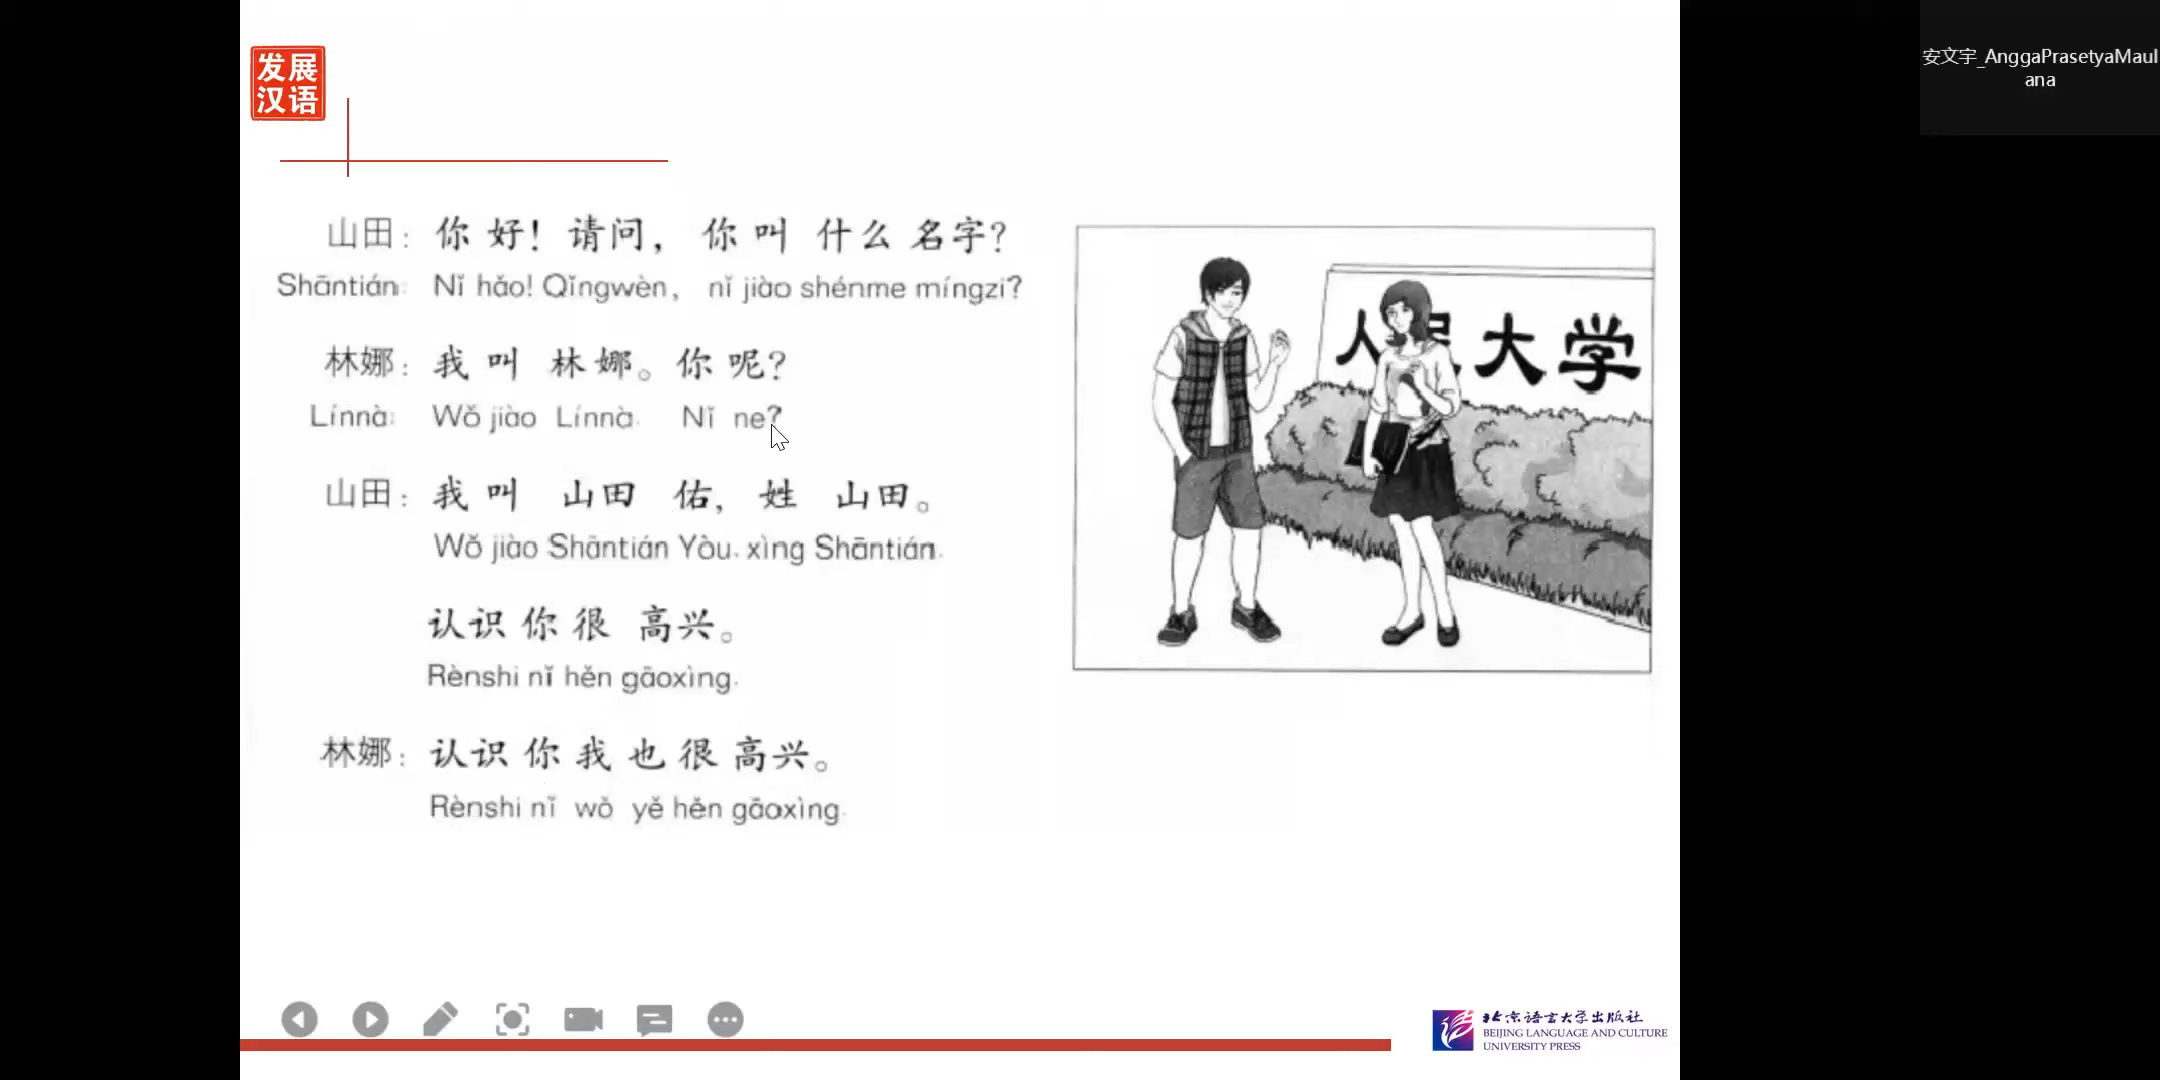 发展
汉语
安文宇_AnggaPrasetyaMaul
ana
山田: 你 好! 请问, 你 叫 什么 名字?
Shāntián: Nǐ hǎo! Qǐngwèn, nǐ jiào shénme míngzi?
林娜: 我 叫 林 娜。 你 呢?
Línnà: Wǒ jiào Línnà. Nǐ ne?
山田: 我 叫 山田 佑, 姓 山田。
Wǒ jiào Shāntián Yòu, xìng Shāntián.
认识 你 很 高兴。
Rènshi nǐ hěn gāoxìng.
林娜: 认识 你 我 也 很 高兴。
Rènshi nǐ wǒ yě hěn gāoxìng.
人民大学
北京语言大学出版社
BEIJING LANGUAGE AND CULTURE
UNIVERSITY PRESS